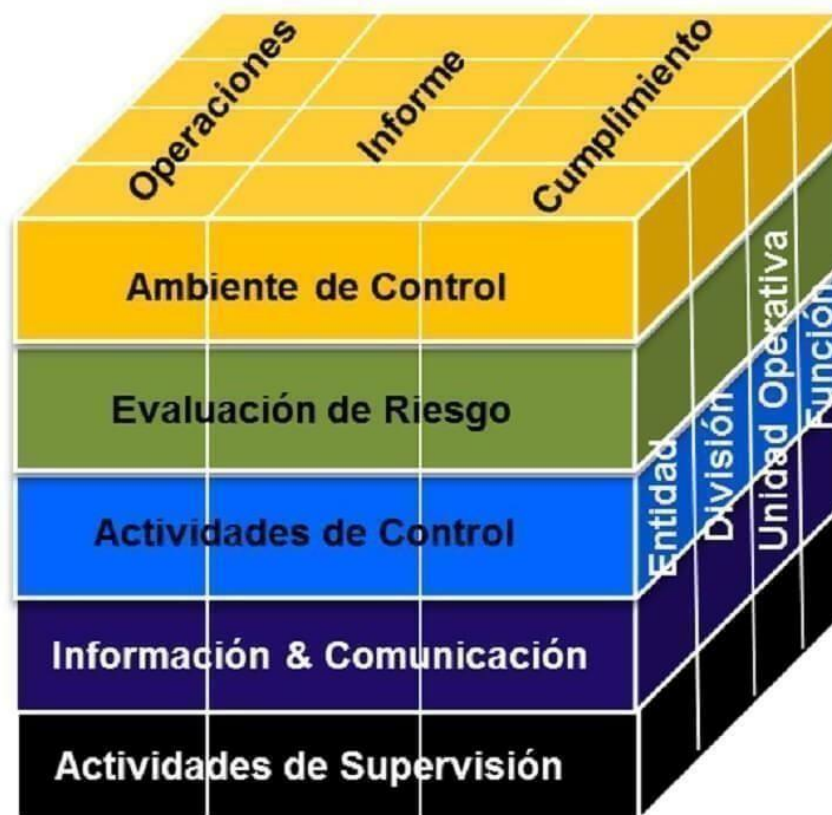 Operaciones
Informe
Cumplimiento
Ambiente de Control
Evaluación de Riesgo
Actividades de Control
Información & Comunicación
Actividades de Supervisión
Entidad
División
Unidad Operativa
Función